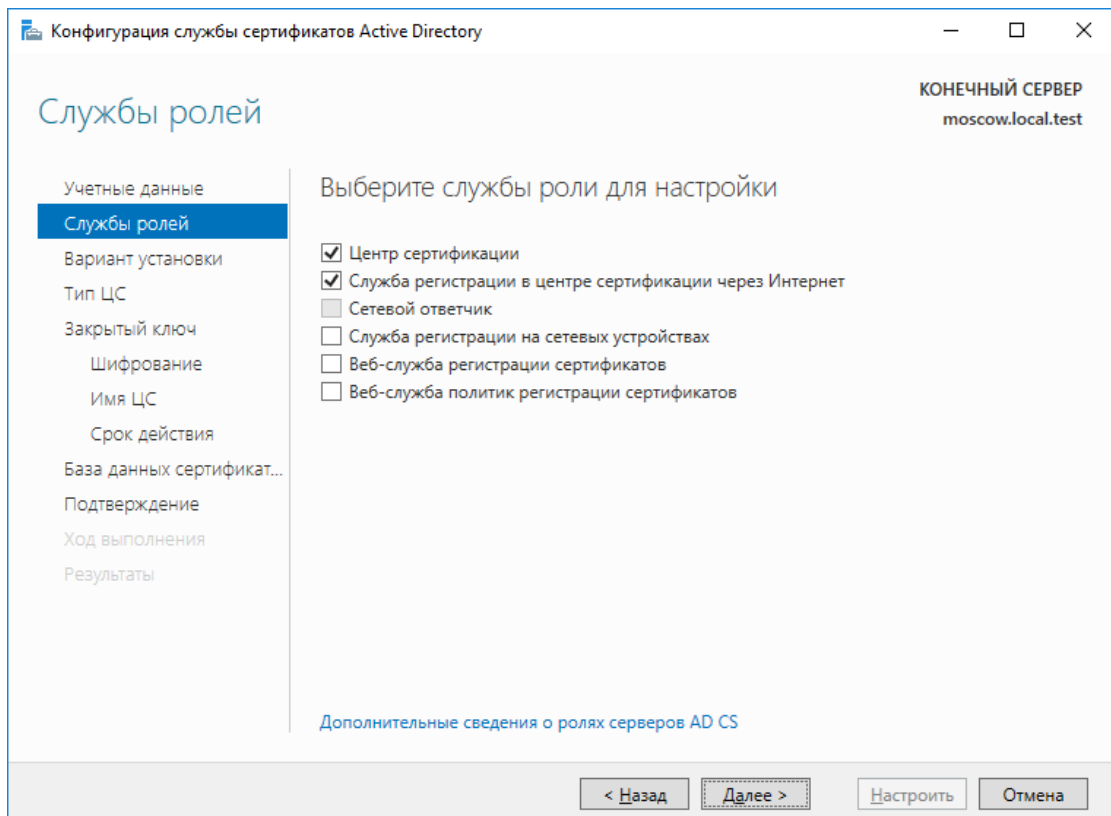 Конфигурация службы сертификатов Active Directory
Службы ролей
КОНЕЧНЫЙ СЕРВЕР
moscow.local.test
Учетные данные
Службы ролей
Вариант установки
Тип ЦС
Закрытый ключ
Шифрование
Имя ЦС
Срок действия
База данных сертификат...
Подтверждение
Ход выполнения
Результаты
Выберите службы роли для настройки
Центр сертификации
Служба регистрации в центре сертификации через Интернет
Сетевой ответчик
Служба регистрации на сетевых устройствах
Веб-служба регистрации сертификатов
Веб-служба политик регистрации сертификатов
Дополнительные сведения о ролях серверов AD CS
< Назад
Далее >
Настроить
Отмена